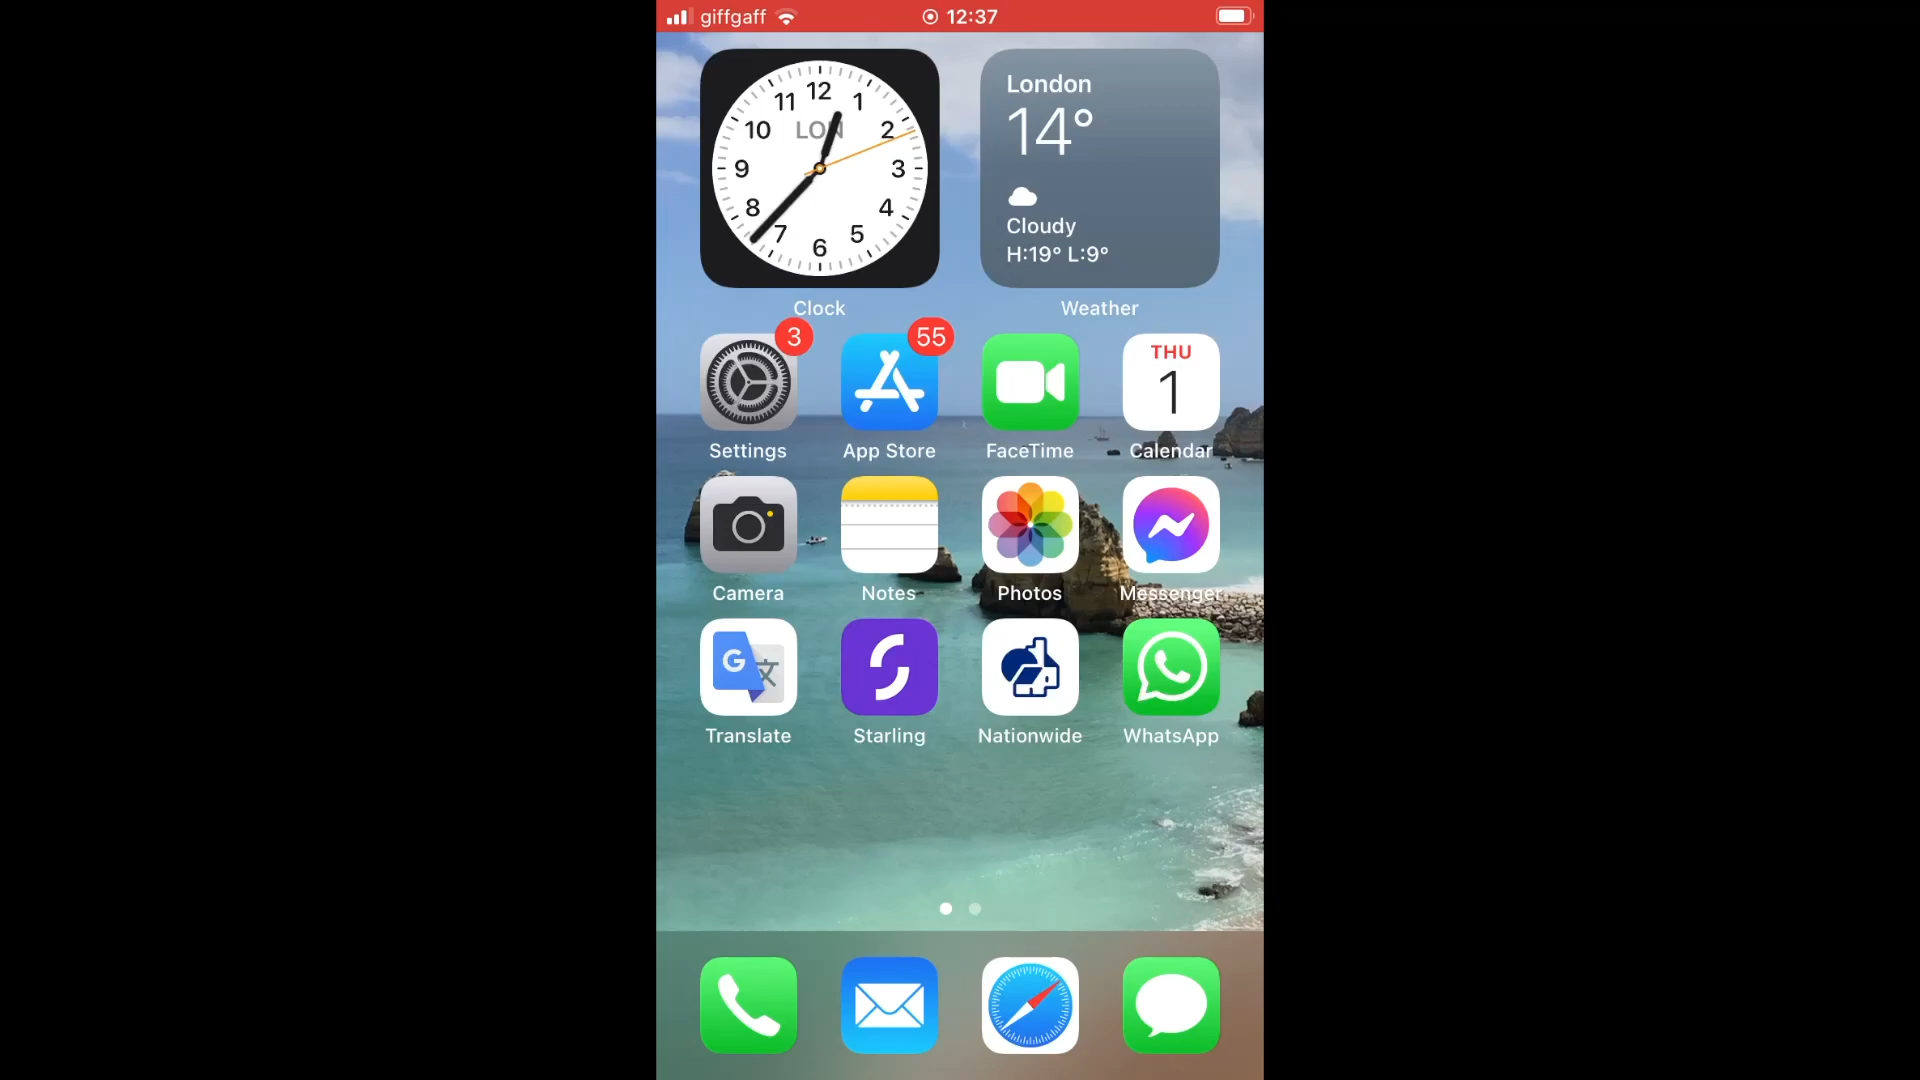 giffgaff 12:37
12
11 1
LON
10 2
9 3
8 4
7 5
6
Clock
London
14°
Cloudy
H:19° L:9°
Weather
3
55
THU
1
Settings App Store FaceTime Calendar
Camera Notes Photos Messenger
G 文
Translate Starling Nationwide WhatsApp